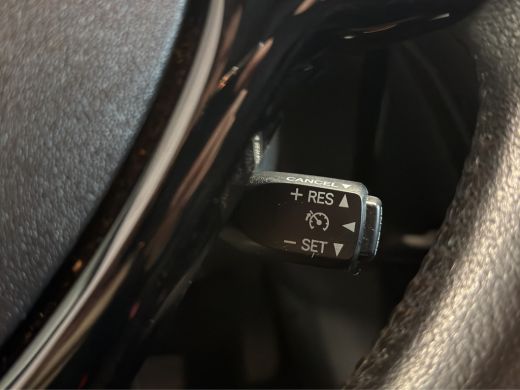 CANCEL
+ RES
− SET